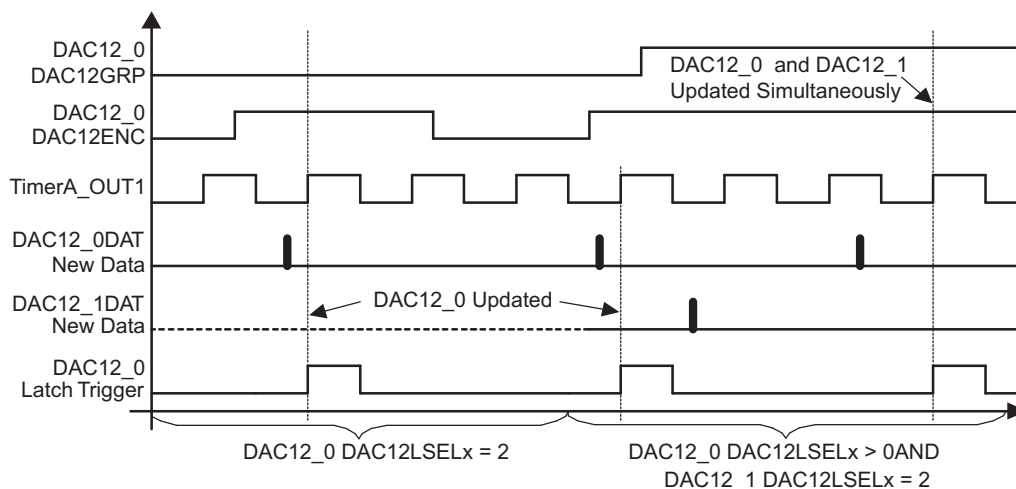 DAC12_0
DAC12GRP
DAC12_0 and DAC12_1
Updated Simultaneously
DAC12_0
DAC12ENC
TimerA_OUT1
DAC12_0DAT
New Data
DAC12_1DAT
New Data
DAC12_0 Updated
DAC12_0
Latch Trigger
DAC12_0 DAC12LSELx = 2
DAC12_0 DAC12LSELx > 0AND
DAC12_1 DAC12LSELx = 2